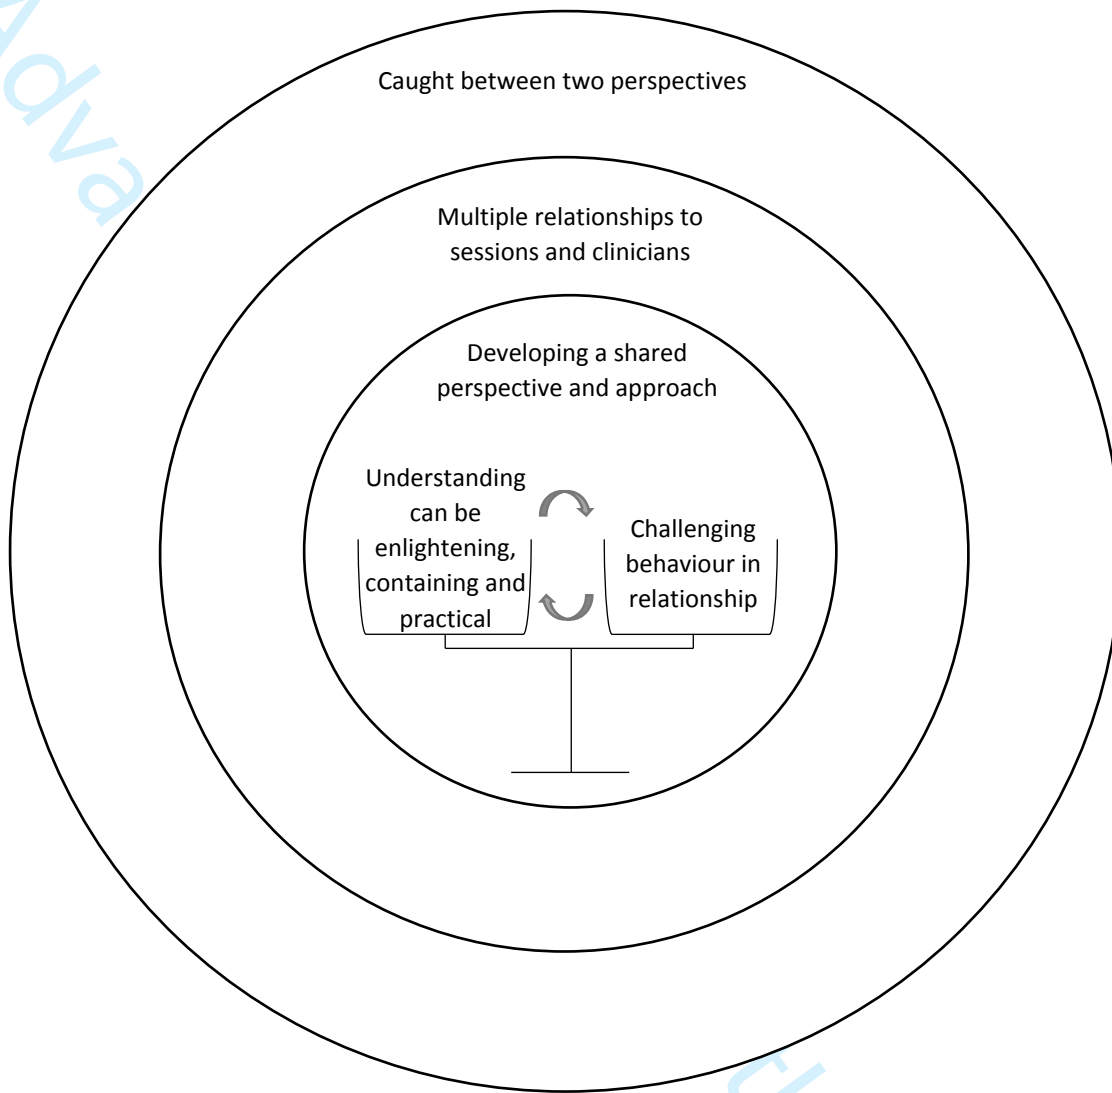 Adva
Caught between two perspectives
Multiple relationships to
sessions and clinicians
Developing a shared
perspective and approach
Understanding
can be
enlightening,
containing and
practical
Challenging
behaviour in
relationship